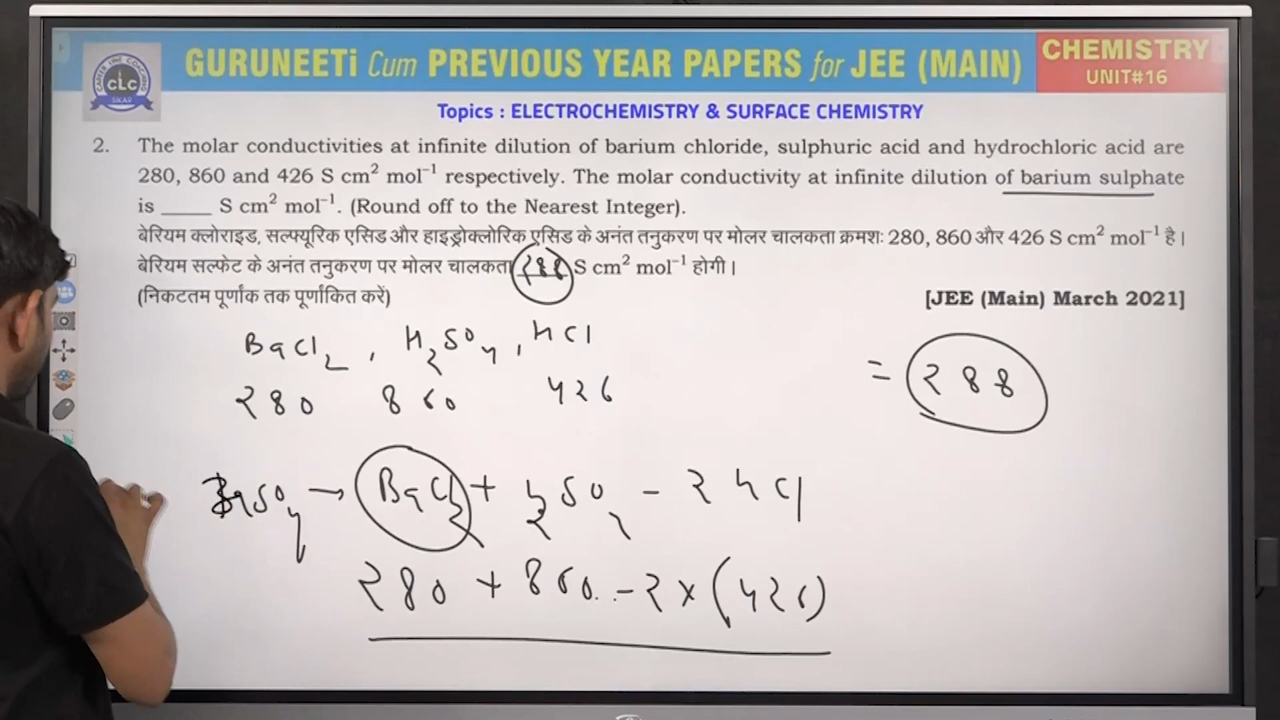 GURUNEETi Cum PREVIOUS YEAR PAPERS for JEE (MAIN)
CHEMISTRY
UNIT#16
CLC
SIKAR
Topics : ELECTROCHEMISTRY & SURFACE CHEMISTRY
2. The molar conductivities at infinite dilution of barium chloride, sulphuric acid and hydrochloric acid are
280, 860 and 426 S cm² mol⁻¹ respectively. The molar conductivity at infinite dilution of barium sulphate
is ____ S cm² mol⁻¹. (Round off to the Nearest Integer).
बेरियम क्लोराइड, सल्फ्यूरिक एसिड और हाइड्रोक्लोरिक एसिड के अनंत तनुकरण पर मोलर चालकता क्रमशः 280, 860 और 426 S cm² mol⁻¹ है।
बेरियम सल्फेट के अनंत तनुकरण पर मोलर चालकता 288 S cm² mol⁻¹ होगी।
(निकटतम पूर्णांक तक पूर्णांकित करें)
[JEE (Main) March 2021]
BaCl₂ , H₂SO₄ , HCl
280 860 426
= 288
BaSO₄ → BaCl₂ + H₂SO₄ - 2 HCl
280 + 860 - 2 × (426)